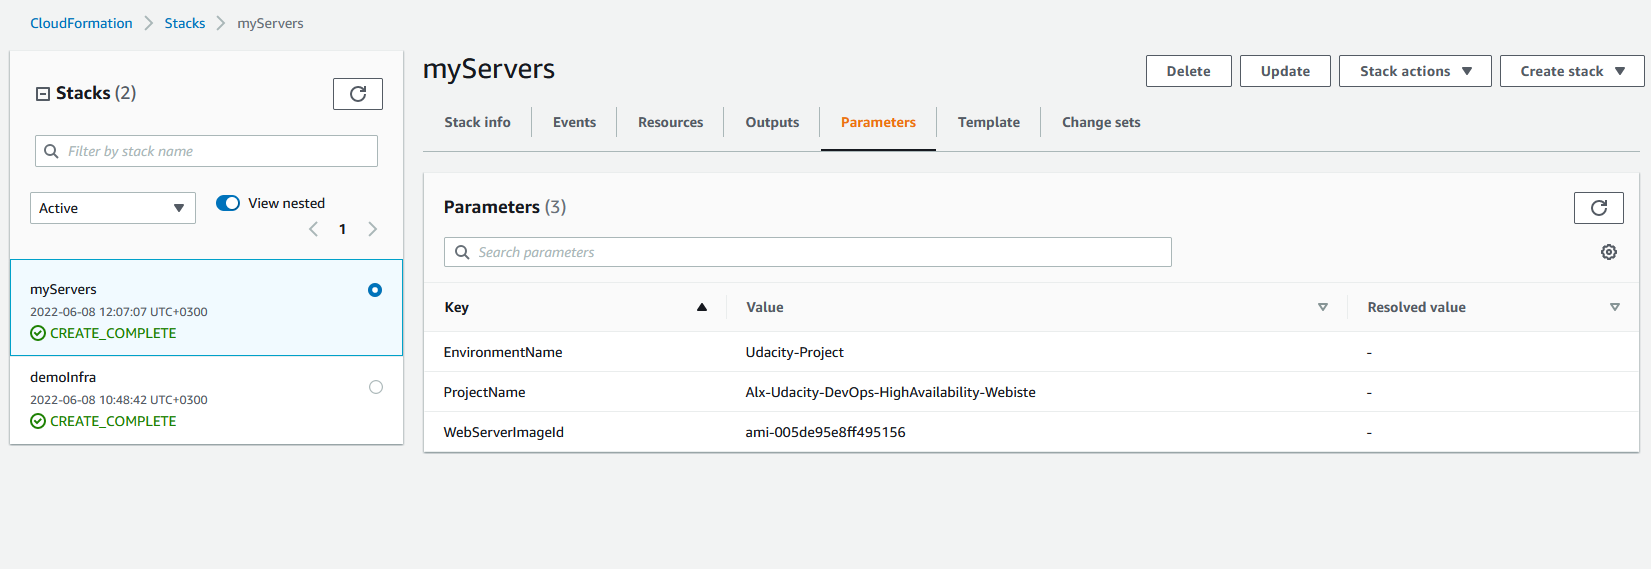 CloudFormation Stacks myServers
Stacks (2)
Filter by stack name
Active
View nested
1
myServers
2022-06-08 12:07:07 UTC+0300
CREATE_COMPLETE
demoInfra
2022-06-08 10:48:42 UTC+0300
CREATE_COMPLETE
myServers
Delete Update Stack actions Create stack
Stack info Events Resources Outputs Parameters Template Change sets
Parameters (3)
Search parameters
Key Value Resolved value
EnvironmentName Udacity-Project -
ProjectName Alx-Udacity-DevOps-HighAvailability-Webiste -
WebServerImageId ami-005de95e8ff495156 -